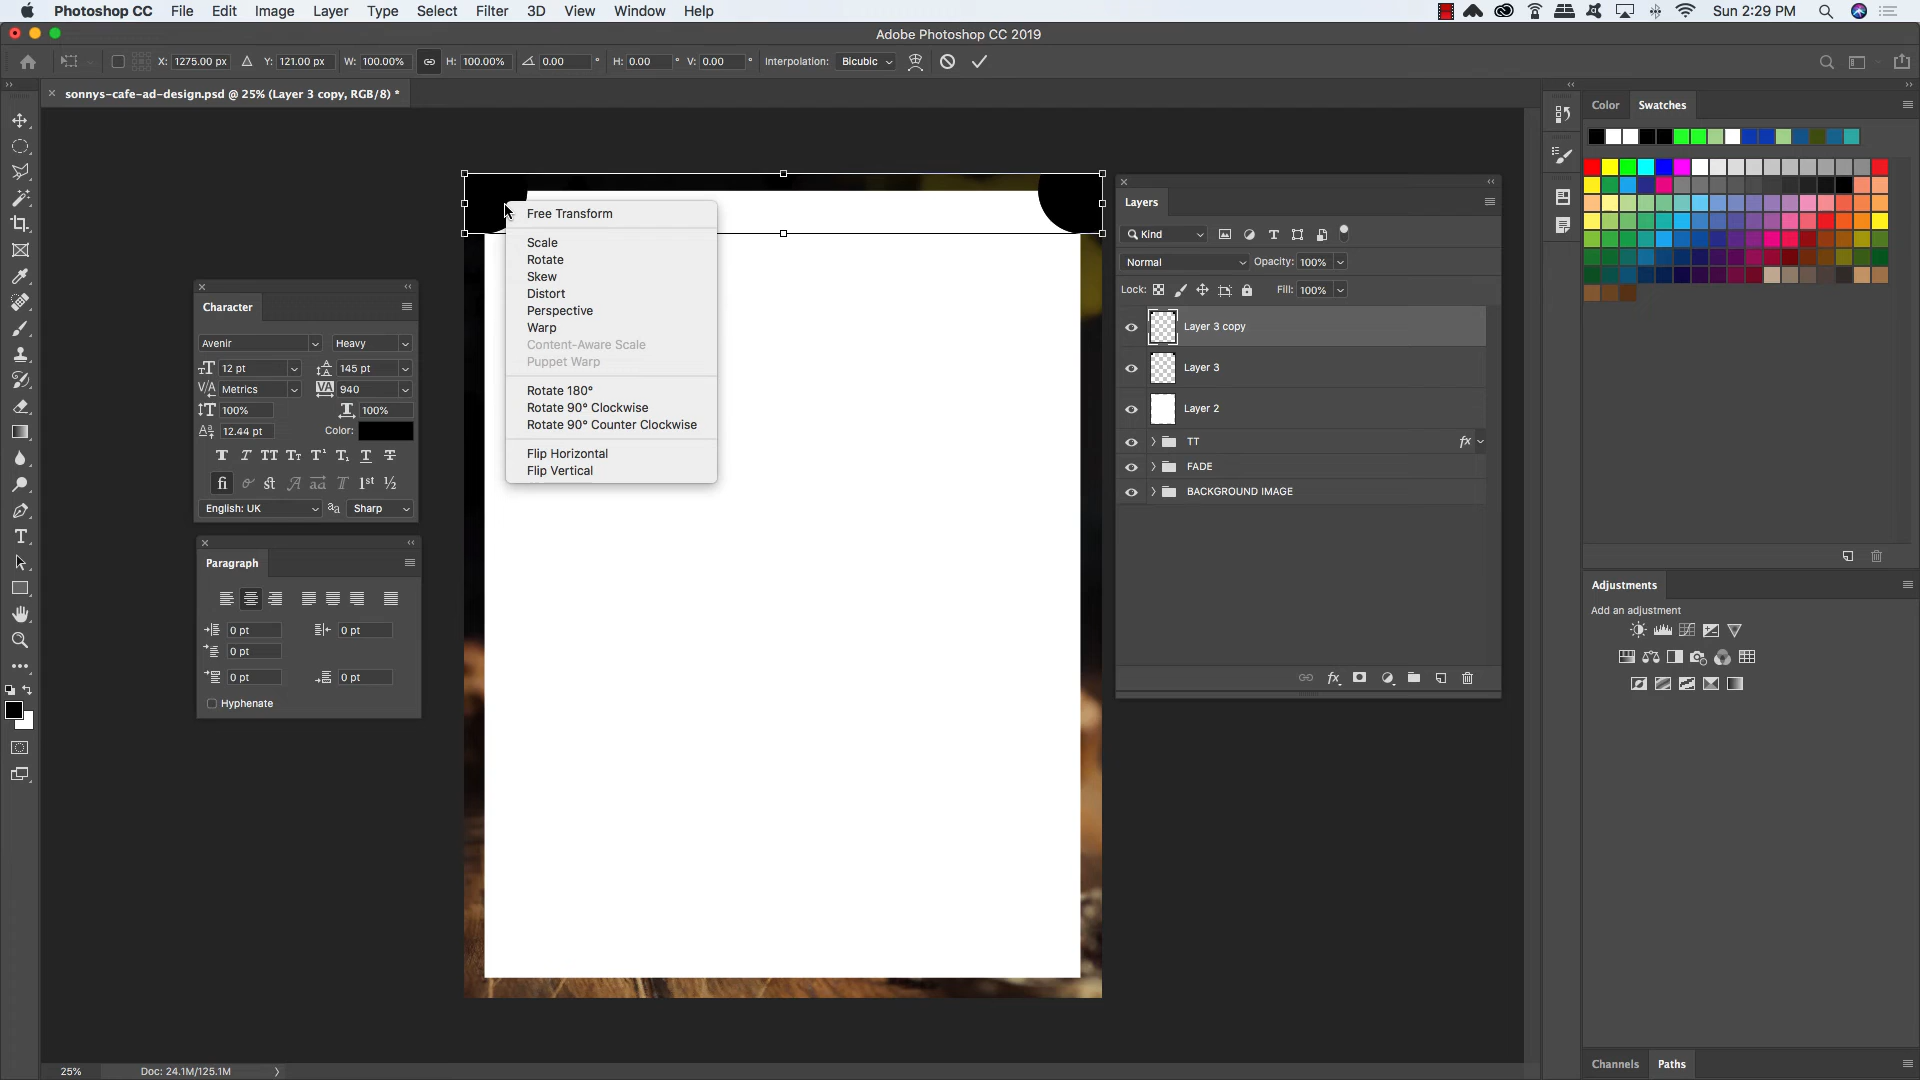 Photoshop CC File Edit Image Layer Type Select Filter 3D View Window Help Sun 2:29 PM
Adobe Photoshop CC 2019
X: 1275.00 px Y: 121.00 px W: 100.00% H: 100.00% 0.00 ° H: 0.00 ° V: 0.00 ° Interpolation: Bicubic
sonnys-cafe-ad-design.psd @ 25% (Layer 3 copy, RGB/8) *
Free Transform
Scale
Rotate
Skew
Distort
Perspective
Warp
Content-Aware Scale
Puppet Warp
Rotate 180°
Rotate 90° Clockwise
Rotate 90° Counter Clockwise
Flip Horizontal
Flip Vertical
Character
Avenir Heavy
12 pt 145 pt
Metrics 940
100% 100%
12.44 pt Color:
English: UK Sharp
Paragraph
0 pt 0 pt
0 pt
0 pt 0 pt
Hyphenate
Layers
Kind
Normal Opacity: 100%
Lock: Fill: 100%
Layer 3 copy
Layer 3
Layer 2
TT fx
FADE
BACKGROUND IMAGE
Color Swatches
Adjustments
Add an adjustment
Channels Paths
25% Doc: 24.1M/125.1M